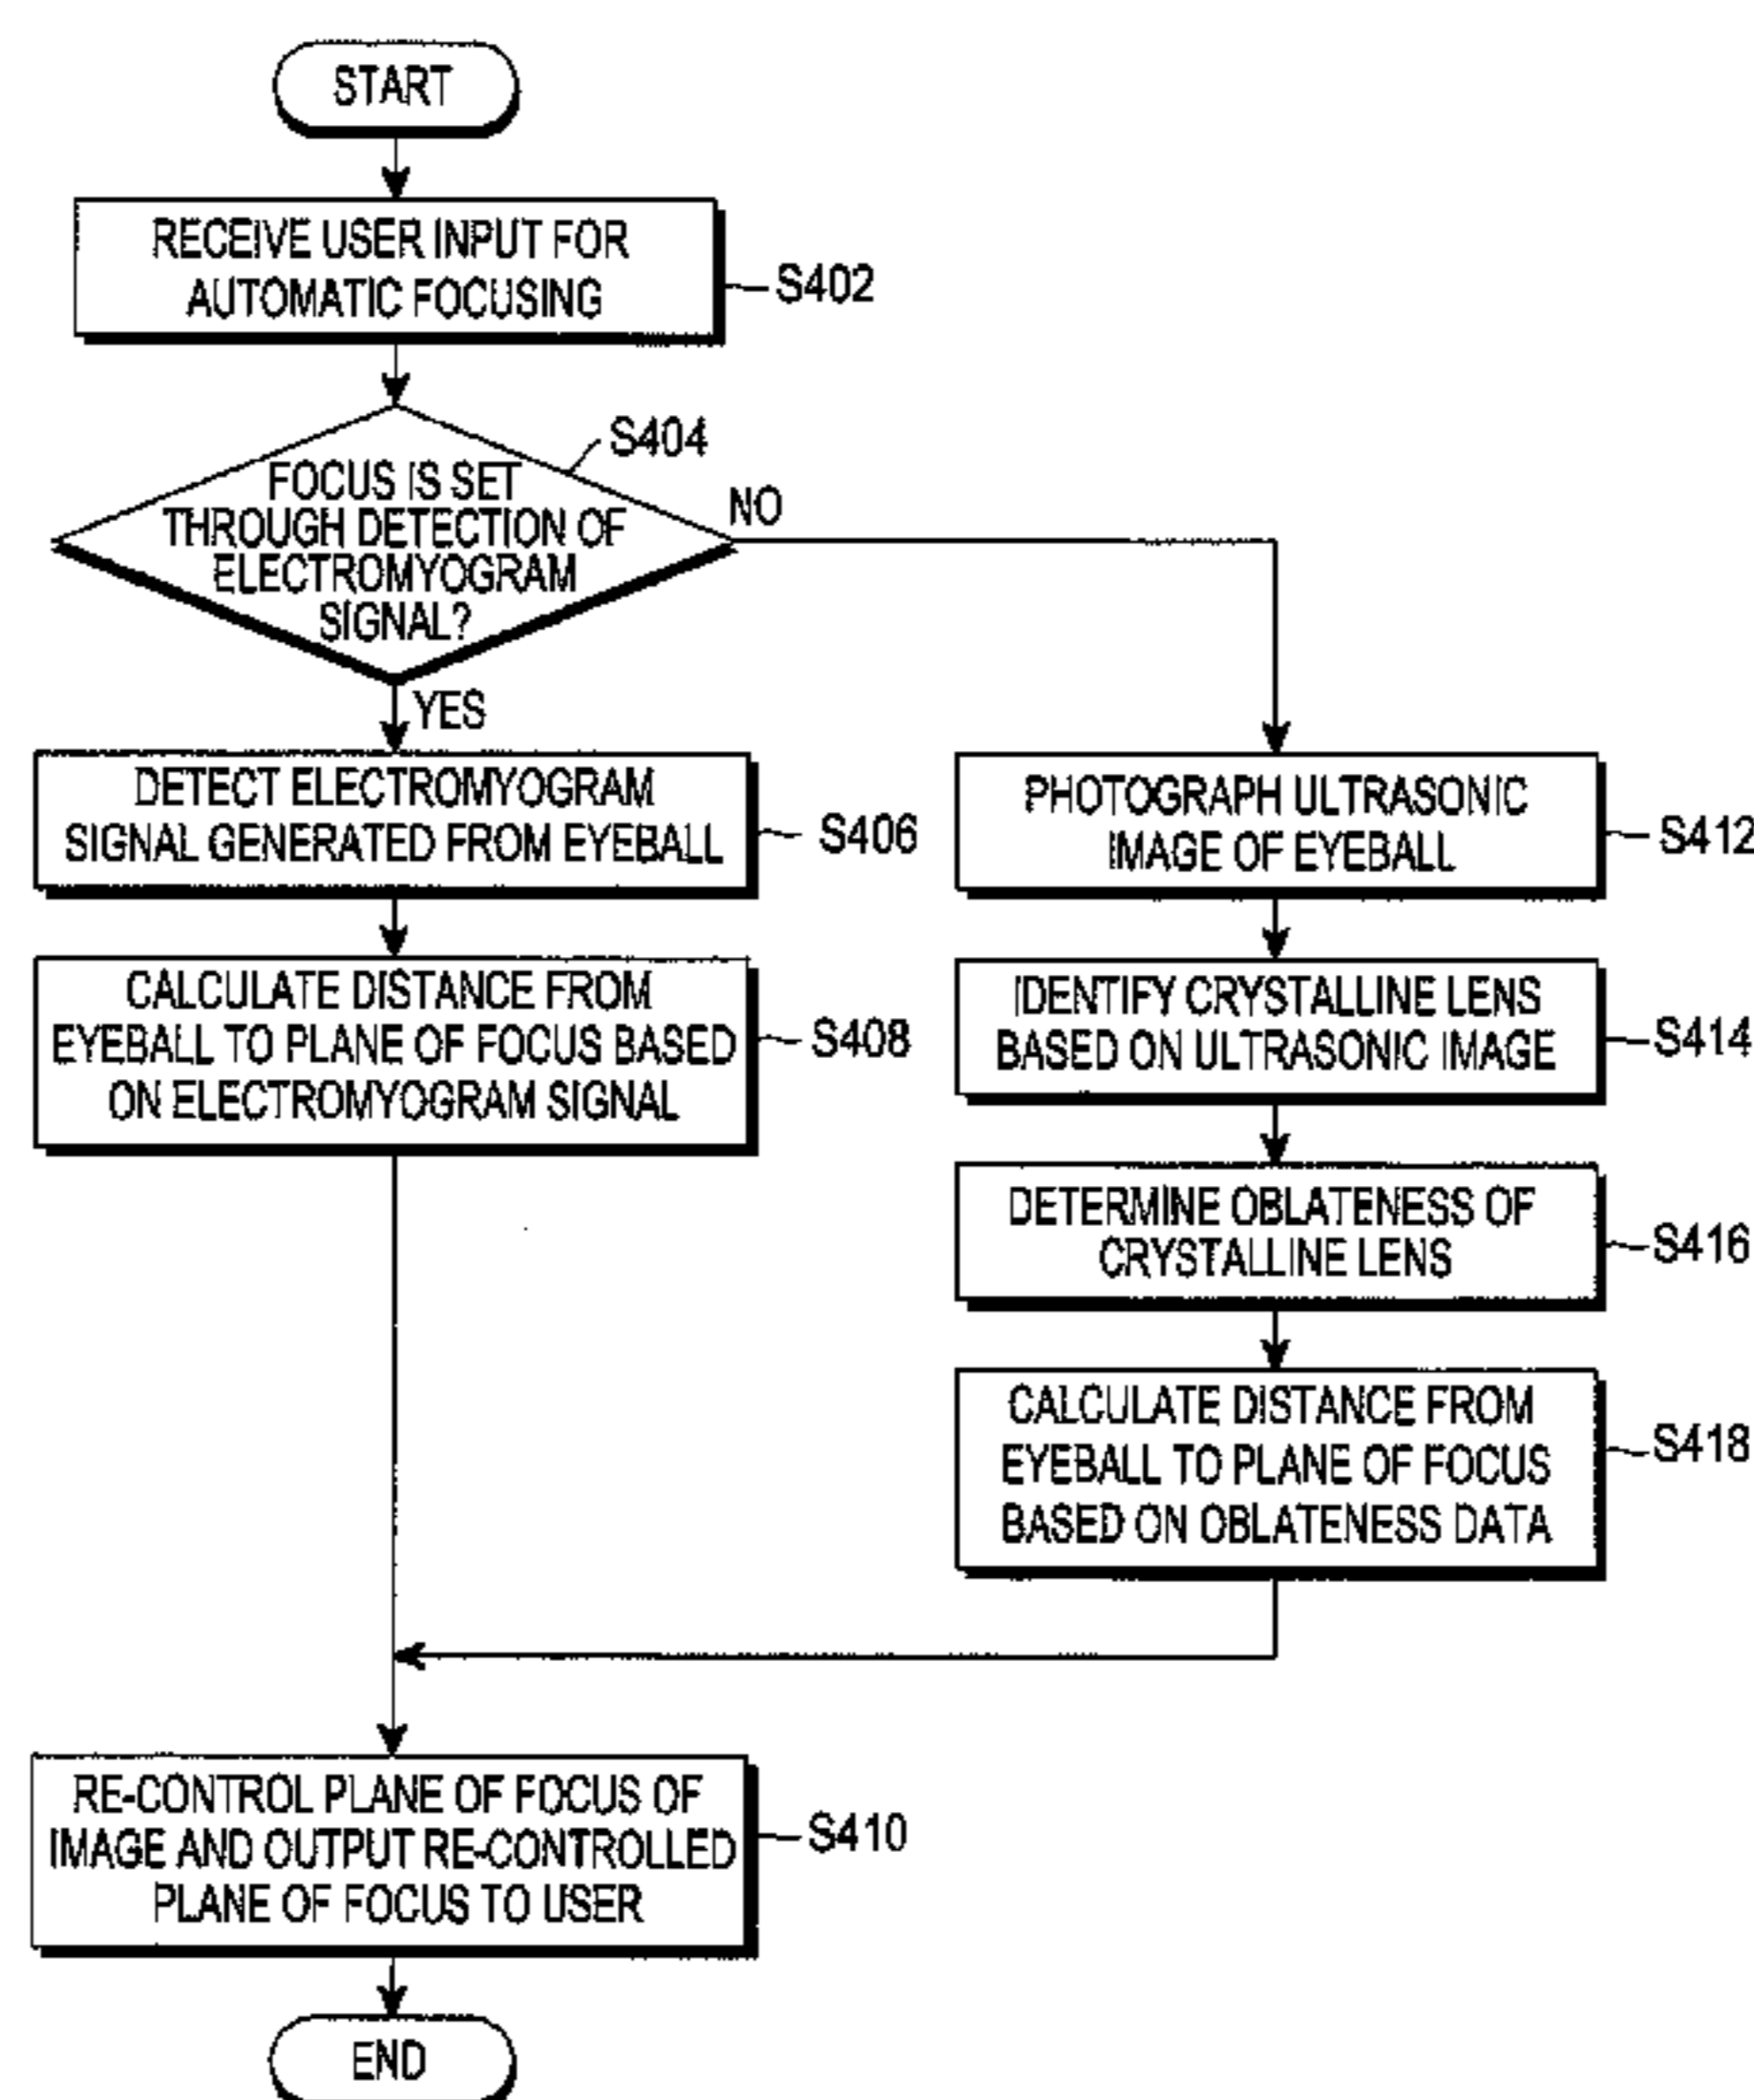 START
RECEIVE USER INPUT FOR
AUTOMATIC FOCUSING
S402
S404
FOCUS IS SET
THROUGH DETECTION OF
ELECTROMYOGRAM
SIGNAL?
NO
YES
DETECT ELECTROMYOGRAM
SIGNAL GENERATED FROM EYEBALL
S406
CALCULATE DISTANCE FROM
EYEBALL TO PLANE OF FOCUS BASED
ON ELECTROMYOGRAM SIGNAL
S408
PHOTOGRAPH ULTRASONIC
IMAGE OF EYEBALL
S412
IDENTIFY CRYSTALLINE LENS
BASED ON ULTRASONIC IMAGE
S414
DETERMINE OBLATENESS OF
CRYSTALLINE LENS
S416
CALCULATE DISTANCE FROM
EYEBALL TO PLANE OF FOCUS
BASED ON OBLATENESS DATA
S418
RE-CONTROL PLANE OF FOCUS OF
IMAGE AND OUTPUT RE-CONTROLLED
PLANE OF FOCUS TO USER
S410
END